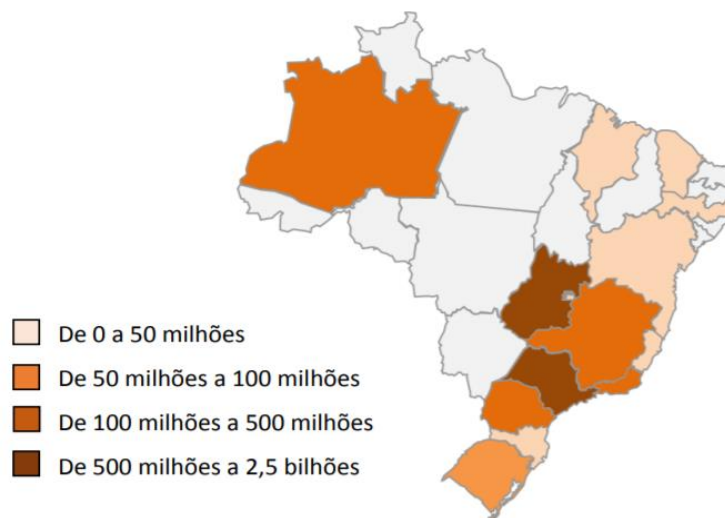 De 0 a 50 milhões
De 50 milhões a 100 milhões
De 100 milhões a 500 milhões
De 500 milhões a 2,5 bilhões